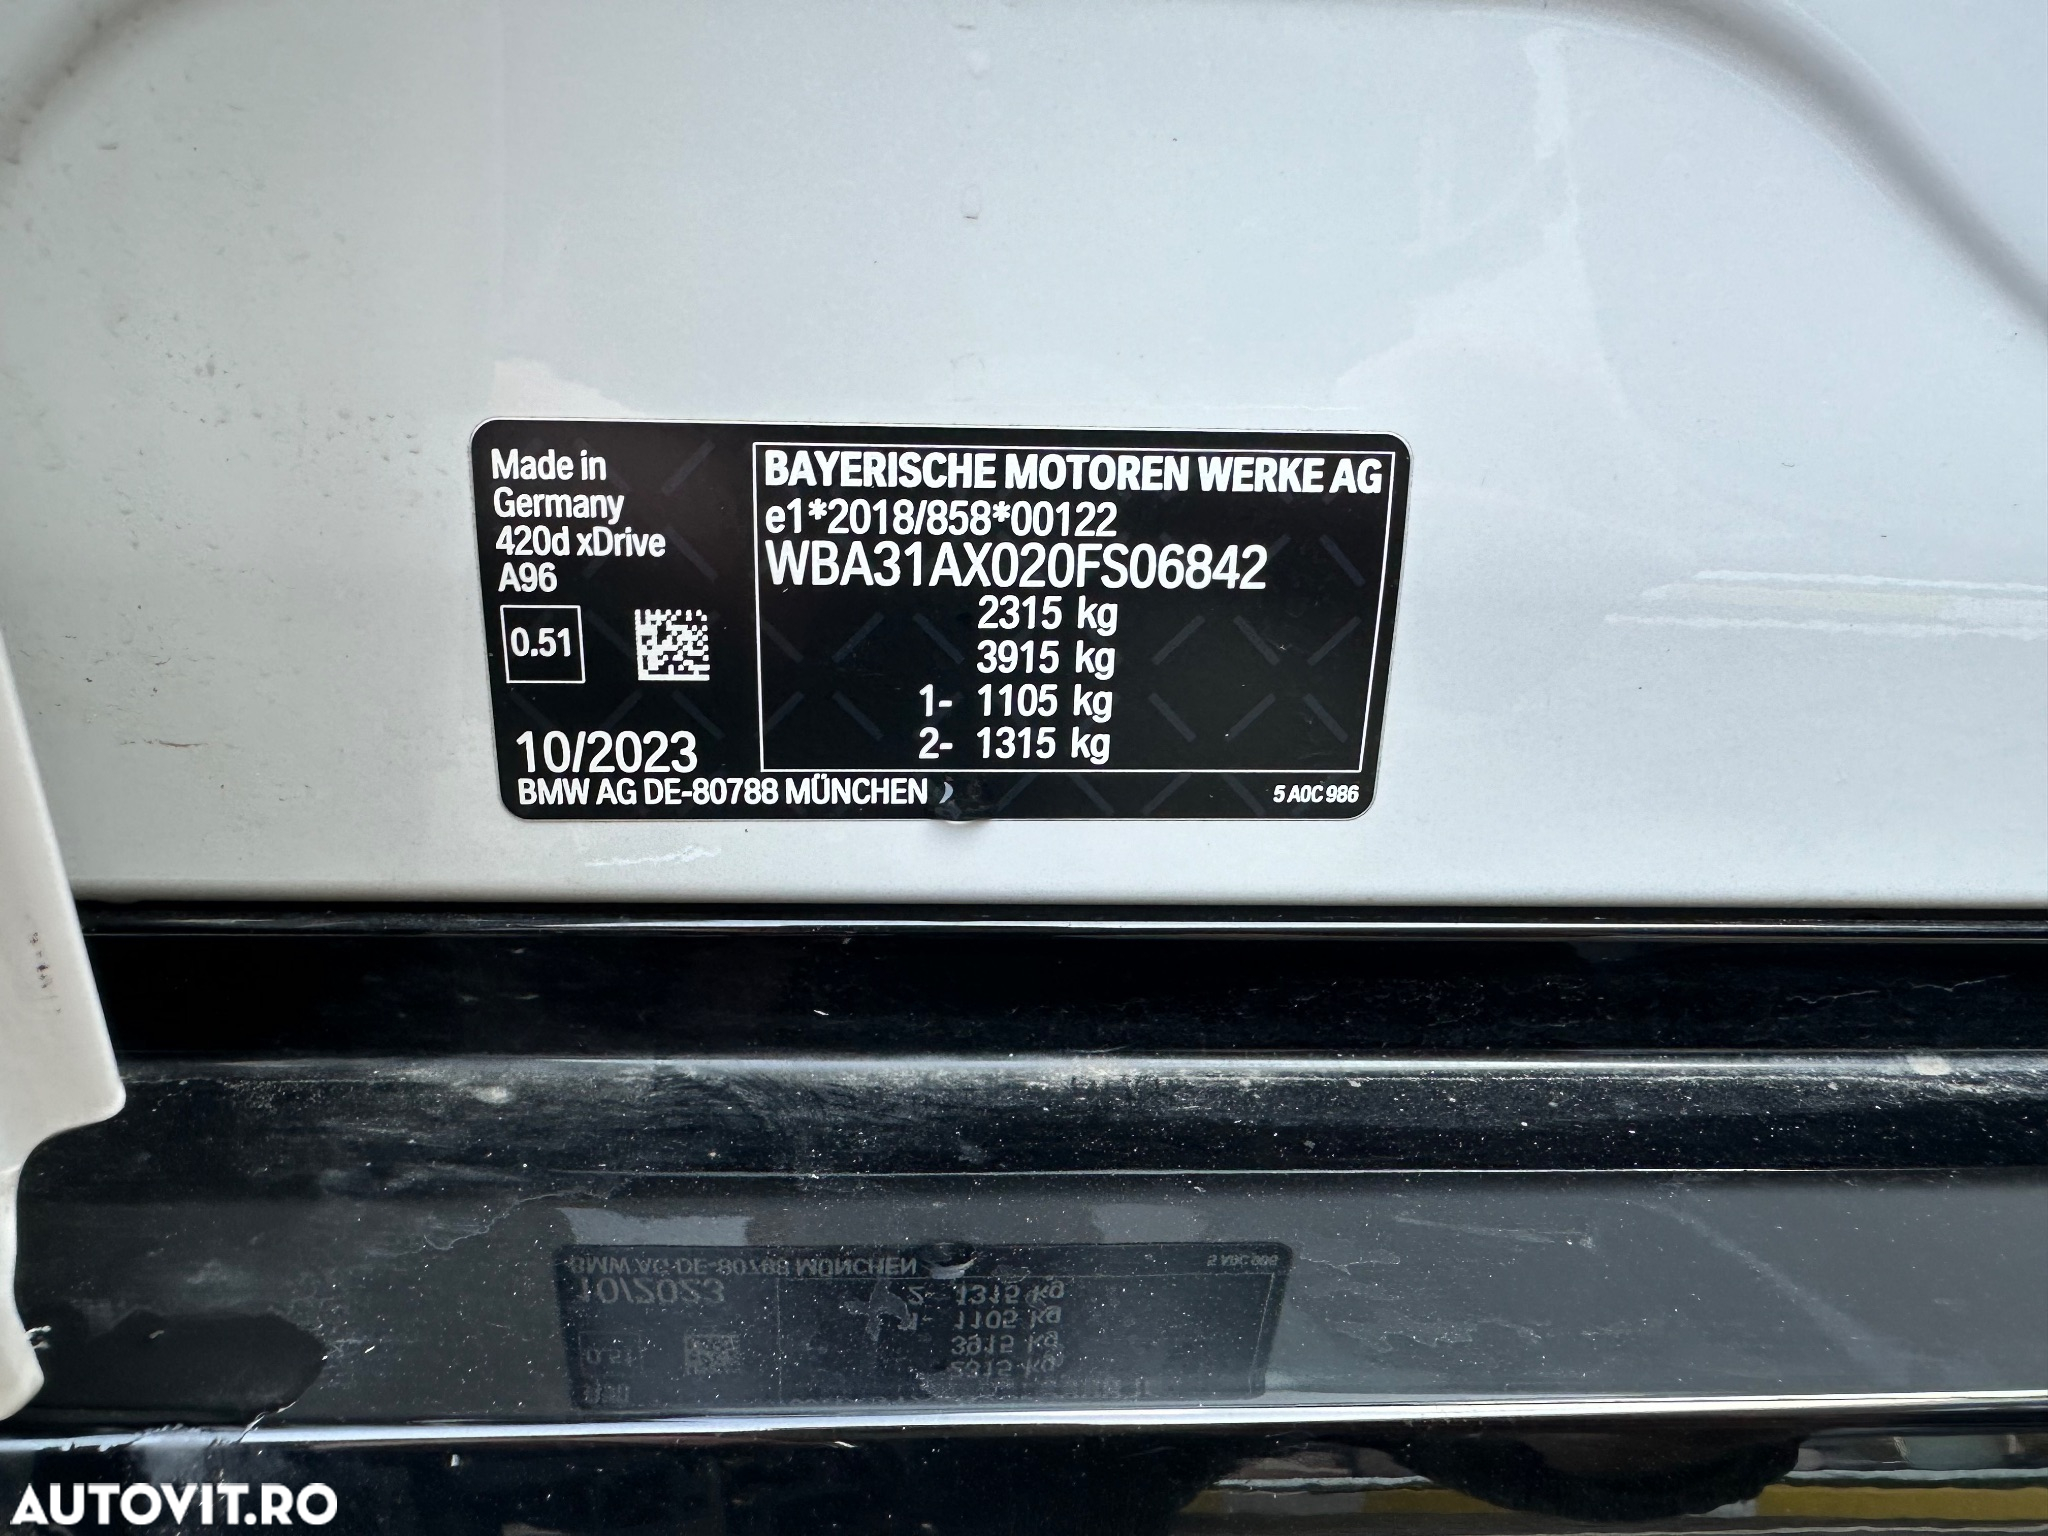 Made in
Germany
420d xDrive
A96
0.51
10/2023
BMW AG DE-80788 MÜNCHEN
BAYERISCHE MOTOREN WERKE AG
e1*2018/858*00122
WBA31AX020FS06842
2315 kg
3915 kg
1- 1105 kg
2- 1315 kg
5 A0C 986
AUTOVIT.RO